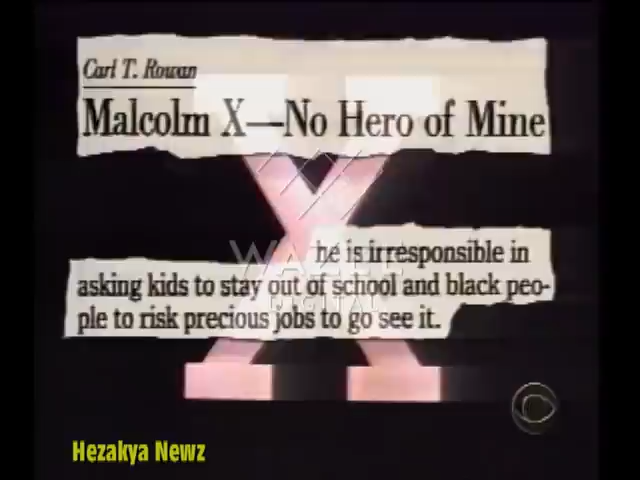 Carl T. Rowan
Malcolm X—No Hero of Mine
X
he is irresponsible in
asking kids to stay out of school and black peo-
ple to risk precious jobs to go see it.
DIGITAL
Hezakya Newz